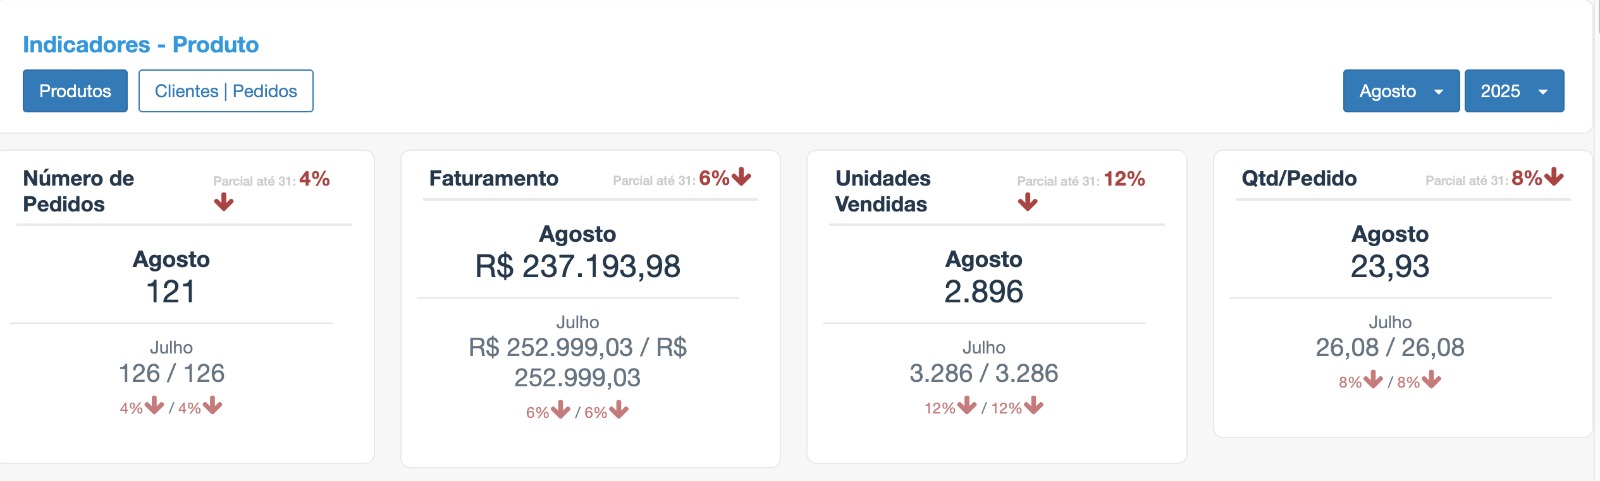 Indicadores - Produto
Produtos
Clientes | Pedidos
Agosto
2025
Número de
Pedidos
Parcial até 31: 4%
Agosto
121
Julho
126 / 126
4% / 4%
Faturamento
Parcial até 31: 6%
Agosto
R$ 237.193,98
Julho
R$ 252.999,03 / R$
252.999,03
6% / 6%
Unidades
Vendidas
Parcial até 31: 12%
Agosto
2.896
Julho
3.286 / 3.286
12% / 12%
Qtd/Pedido
Parcial até 31: 8%
Agosto
23,93
Julho
26,08 / 26,08
8% / 8%